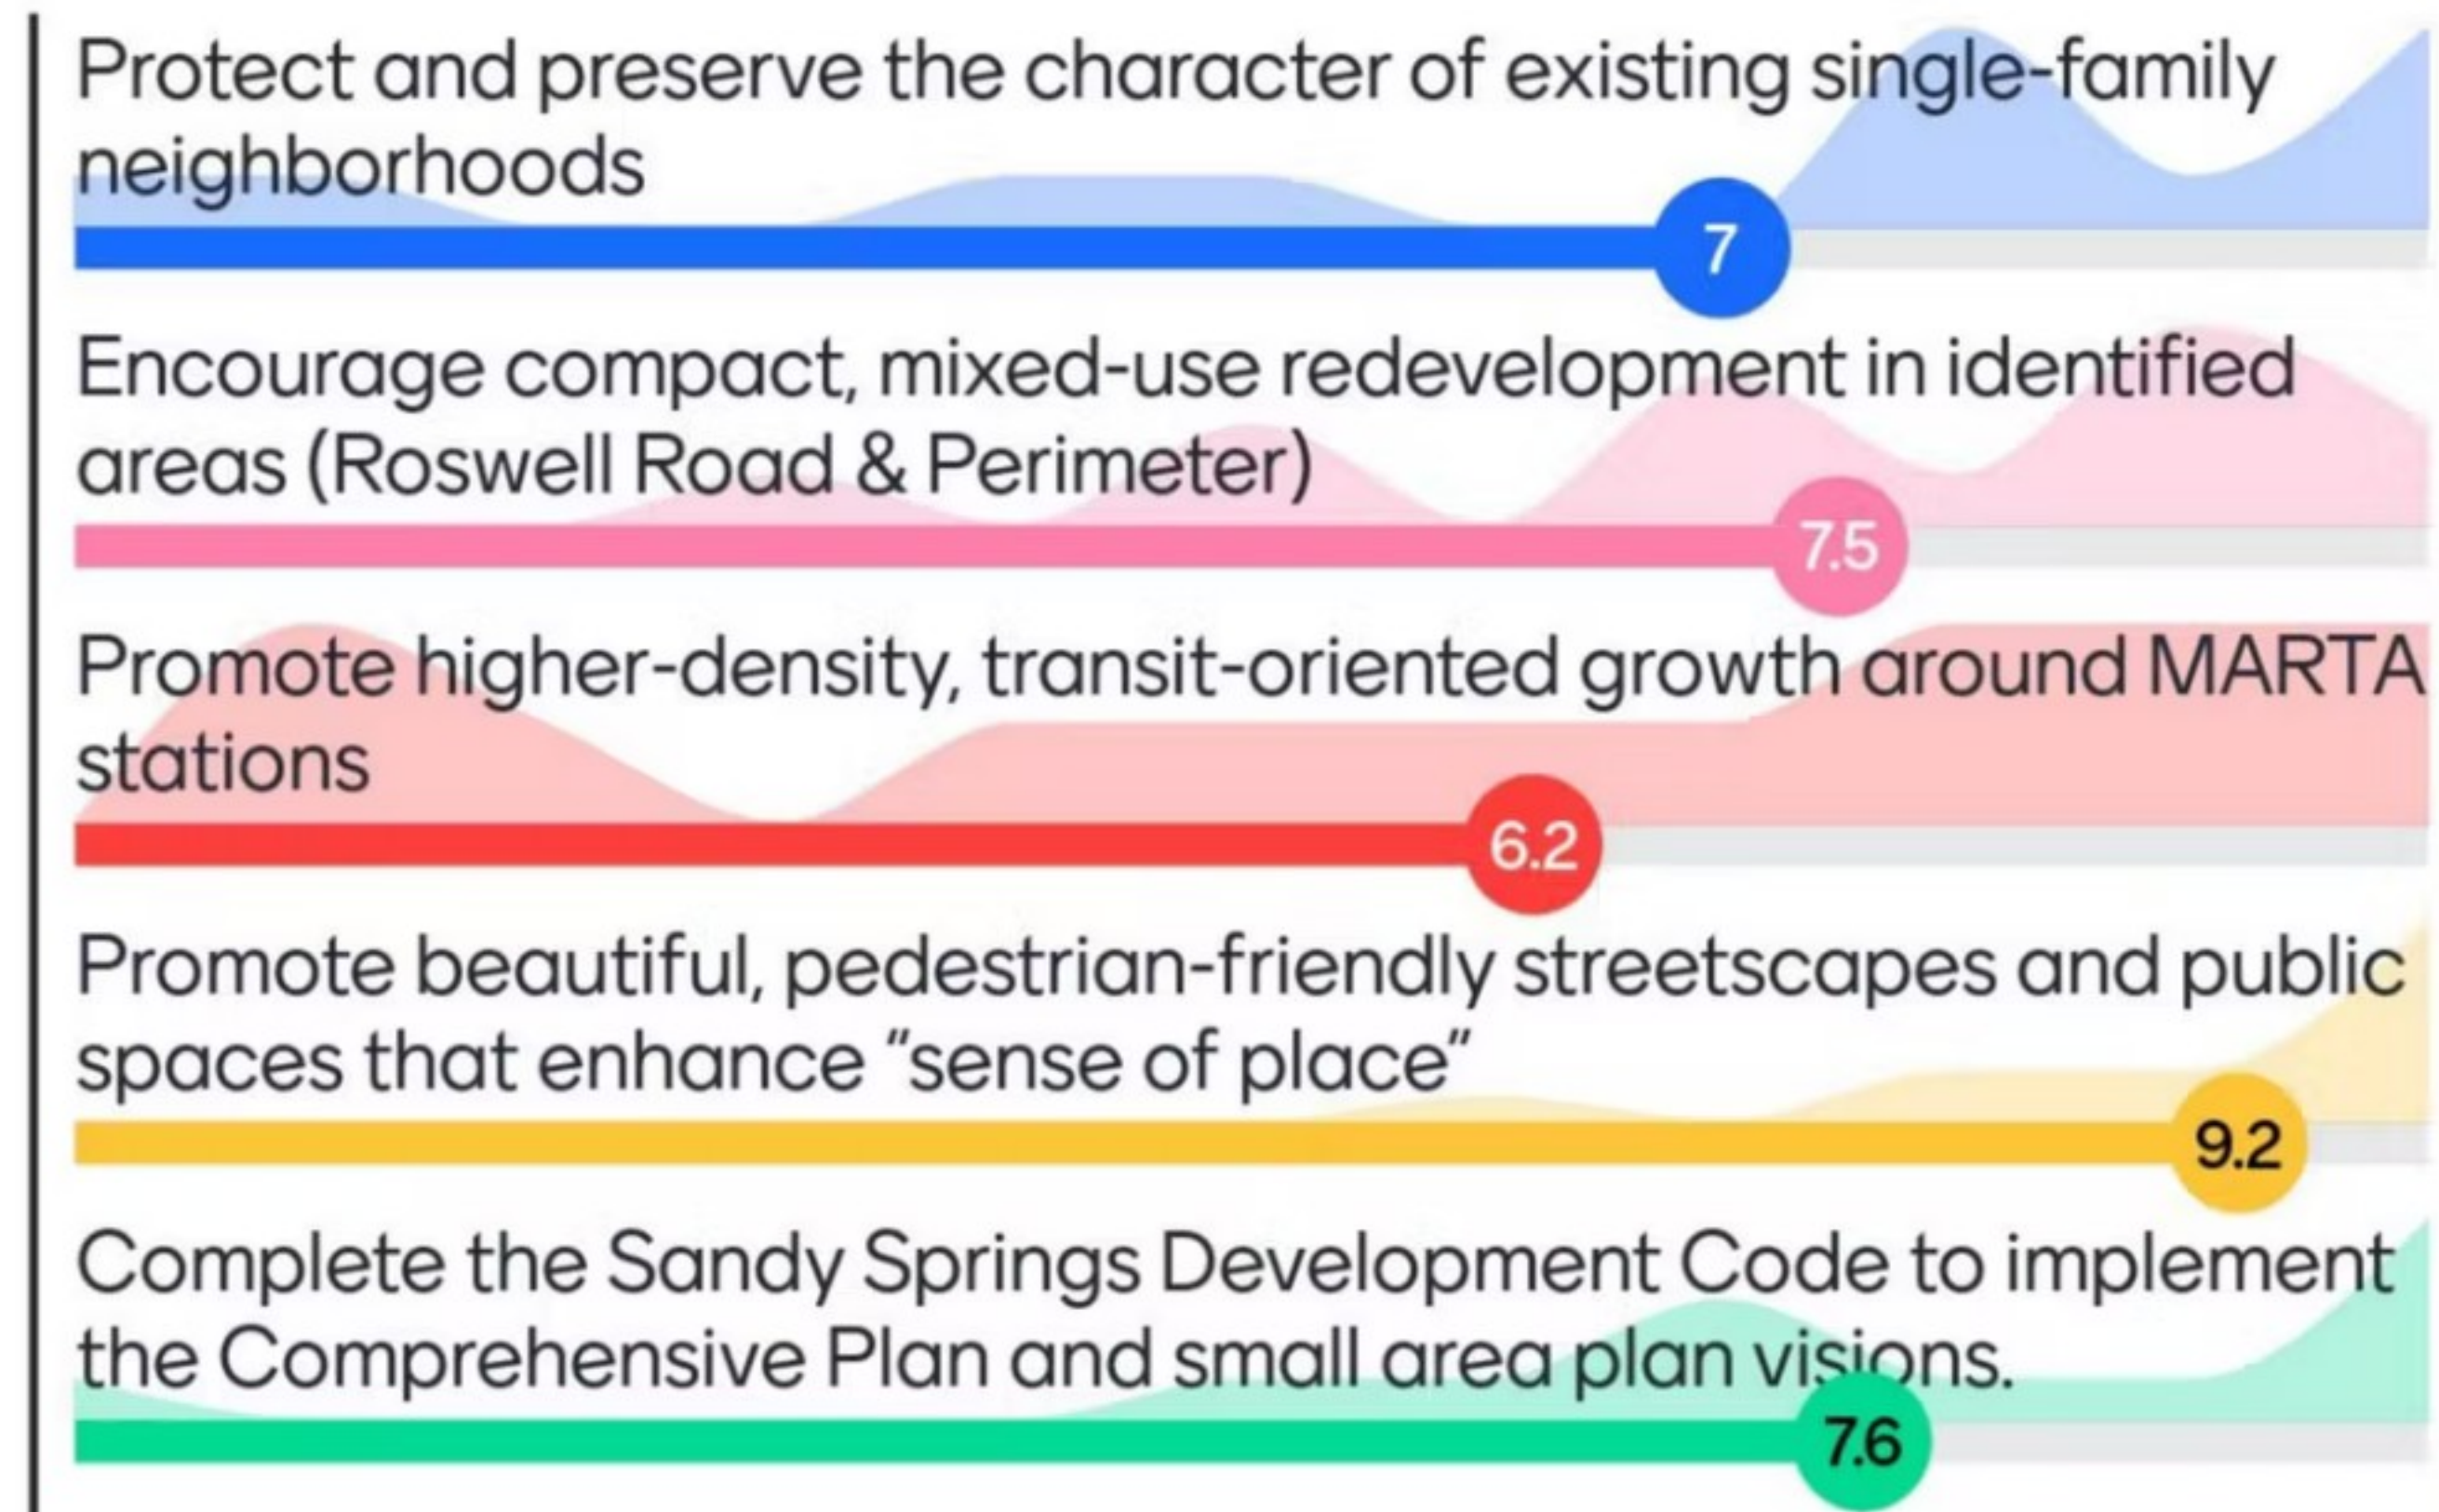 Protect and preserve the character of existing single-family
neighborhoods
7
Encourage compact, mixed-use redevelopment in identified
areas (Roswell Road & Perimeter)
7.5
Promote higher-density, transit-oriented growth around MARTA
stations
6.2
Promote beautiful, pedestrian-friendly streetscapes and public
spaces that enhance "sense of place"
9.2
Complete the Sandy Springs Development Code to implement
the Comprehensive Plan and small area plan visions.
7.6